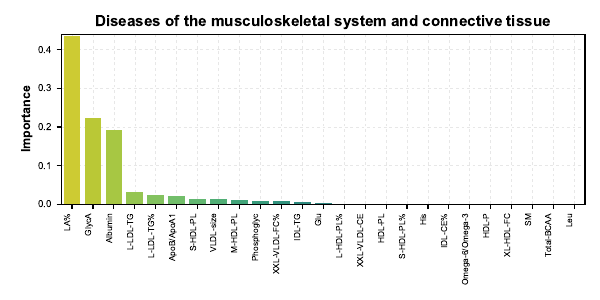 Diseases of the musculoskeletal system and connective tissue
Importance
0.4
0.3
0.2
0.1
0.0
LA%
GlycA
Albumin
L-LDL-TG
L-LDL-TG%
ApoB/ApoA1
S-HDL-PL
VLDL-size
M-HDL-PL
Phosphoglyc
XXL-VLDL-FC%
IDL-TG
Glu
L-HDL-PL%
XXL-VLDL-CE
HDL-PL
S-HDL-PL%
His
IDL-CE%
Omega-6/Omega-3
HDL-P
XL-HDL-FC
SM
Total-BCAA
Leu